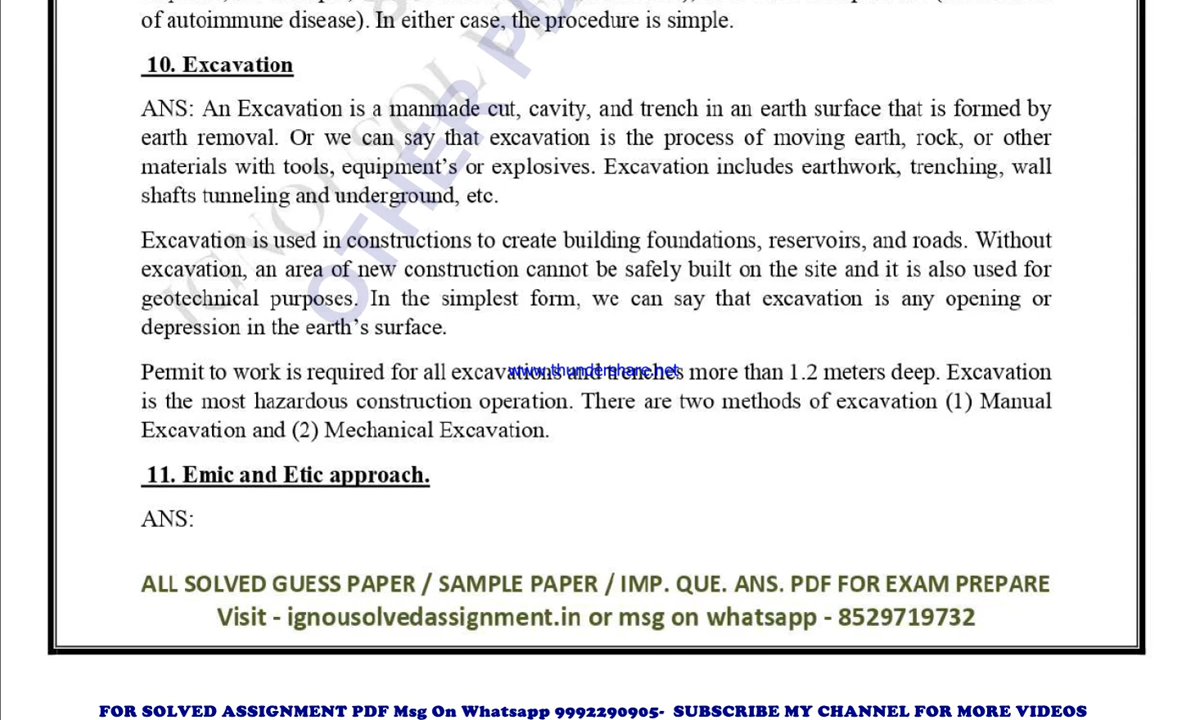 of autoimmune disease). In either case, the procedure is simple.
10. Excavation
ANS: An Excavation is a manmade cut, cavity, and trench in an earth surface that is formed by
earth removal. Or we can say that excavation is the process of moving earth, rock, or other
materials with tools, equipment's or explosives. Excavation includes earthwork, trenching, wall
shafts tunneling and underground, etc.
Excavation is used in constructions to create building foundations, reservoirs, and roads. Without
excavation, an area of new construction cannot be safely built on the site and it is also used for
geotechnical purposes. In the simplest form, we can say that excavation is any opening or
depression in the earth's surface.
Permit to work is required for all excavations and trenches more than 1.2 meters deep. Excavation
www.thundershare.net
is the most hazardous construction operation. There are two methods of excavation (1) Manual
Excavation and (2) Mechanical Excavation.
11. Emic and Etic approach.
ANS:
ALL SOLVED GUESS PAPER / SAMPLE PAPER / IMP. QUE. ANS. PDF FOR EXAM PREPARE
Visit - ignousolvedassignment.in or msg on whatsapp - 8529719732
FOR SOLVED ASSIGNMENT PDF Msg On Whatsapp 9992290905- SUBSCRIBE MY CHANNEL FOR MORE VIDEOS